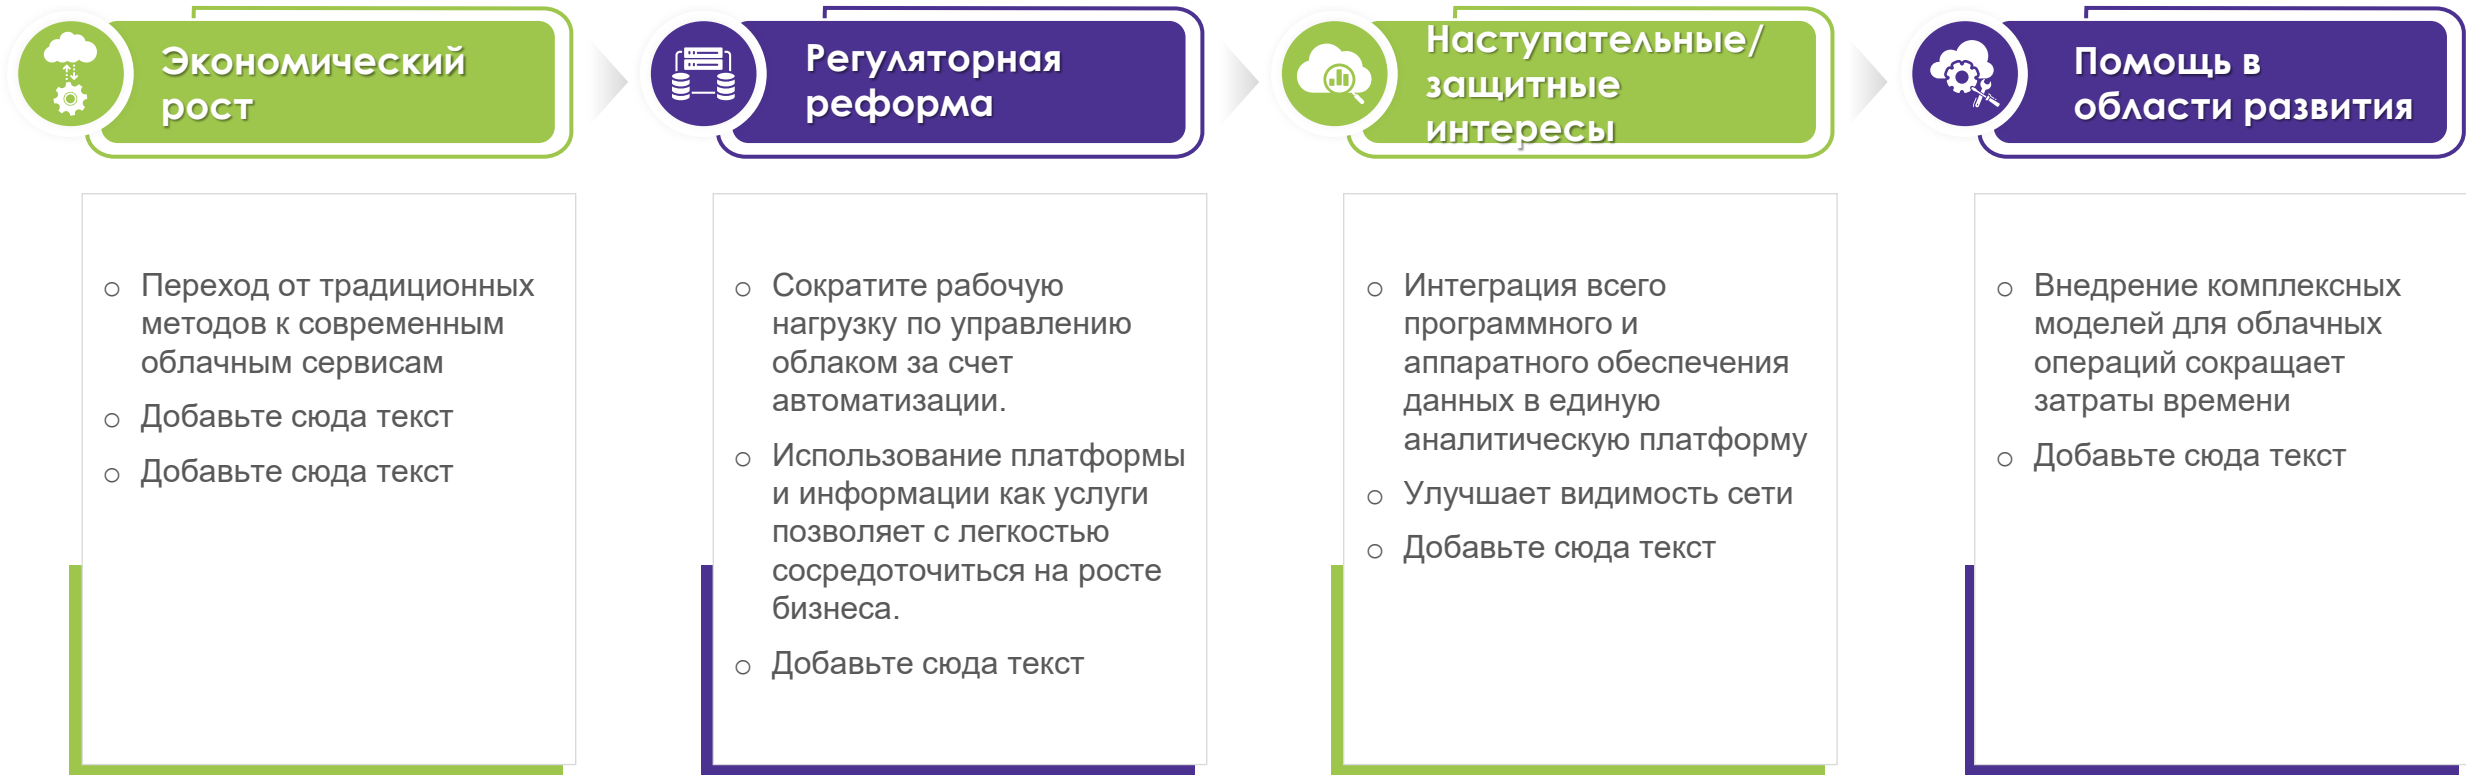 Экономический
рост
Переход от традиционных
методов к современным
облачным сервисам
Добавьте сюда текст
Добавьте сюда текст
Регуляторная
реформа
Сократите рабочую
нагрузку по управлению
облаком за счет
автоматизации.
Использование платформы
и информации как услуги
позволяет с легкостью
сосредоточиться на росте
бизнеса.
Добавьте сюда текст
Наступательные/
защитные
интересы
Интеграция всего
программного и
аппаратного обеспечения
данных в единую
аналитическую платформу
Улучшает видимость сети
Добавьте сюда текст
Помощь в
области развития
Внедрение комплексных
моделей для облачных
операций сокращает
затраты времени
Добавьте сюда текст